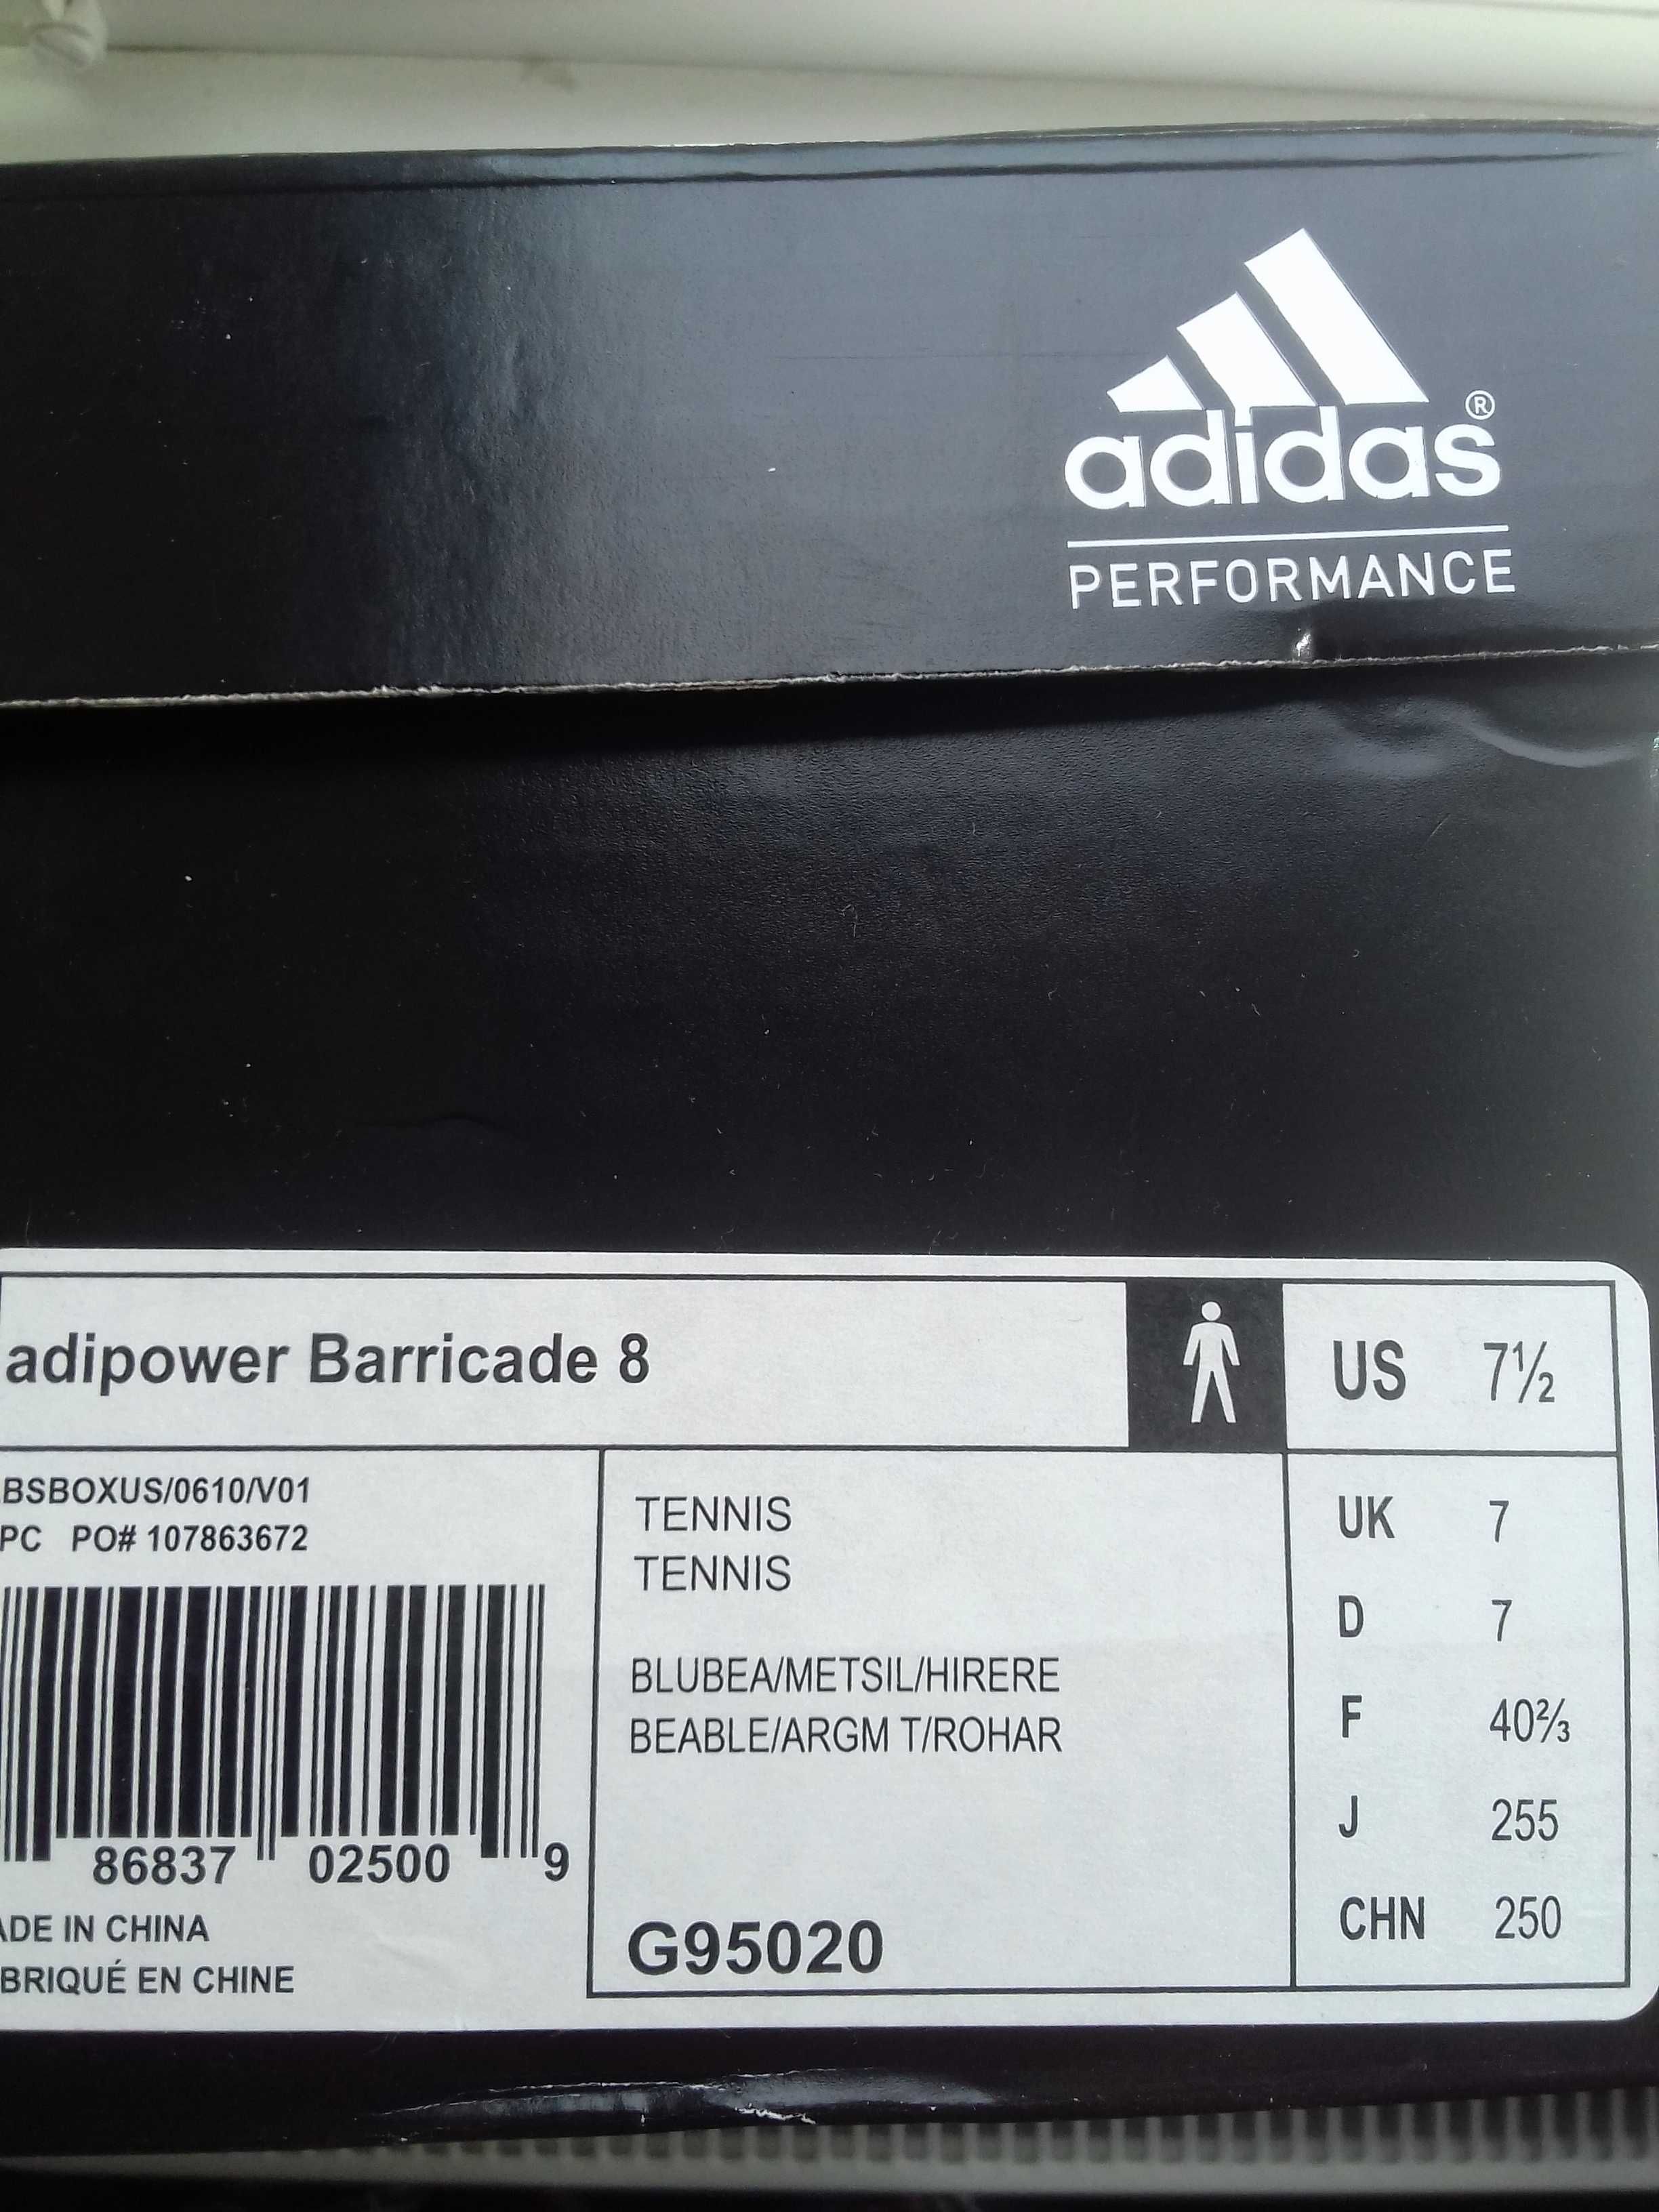 adidas®
PERFORMANCE
adipower Barricade 8
US 7½
BSBOXUS/0610/V01
PC PO# 107863672
TENNIS
TENNIS
BLUBEA/METSIL/HIRERE
BEABLE/ARGM T/ROHAR
G95020
86837 02500 9
ADE IN CHINA
BRIQUÉ EN CHINE
UK 7
D 7
F 40⅔
J 255
CHN 250